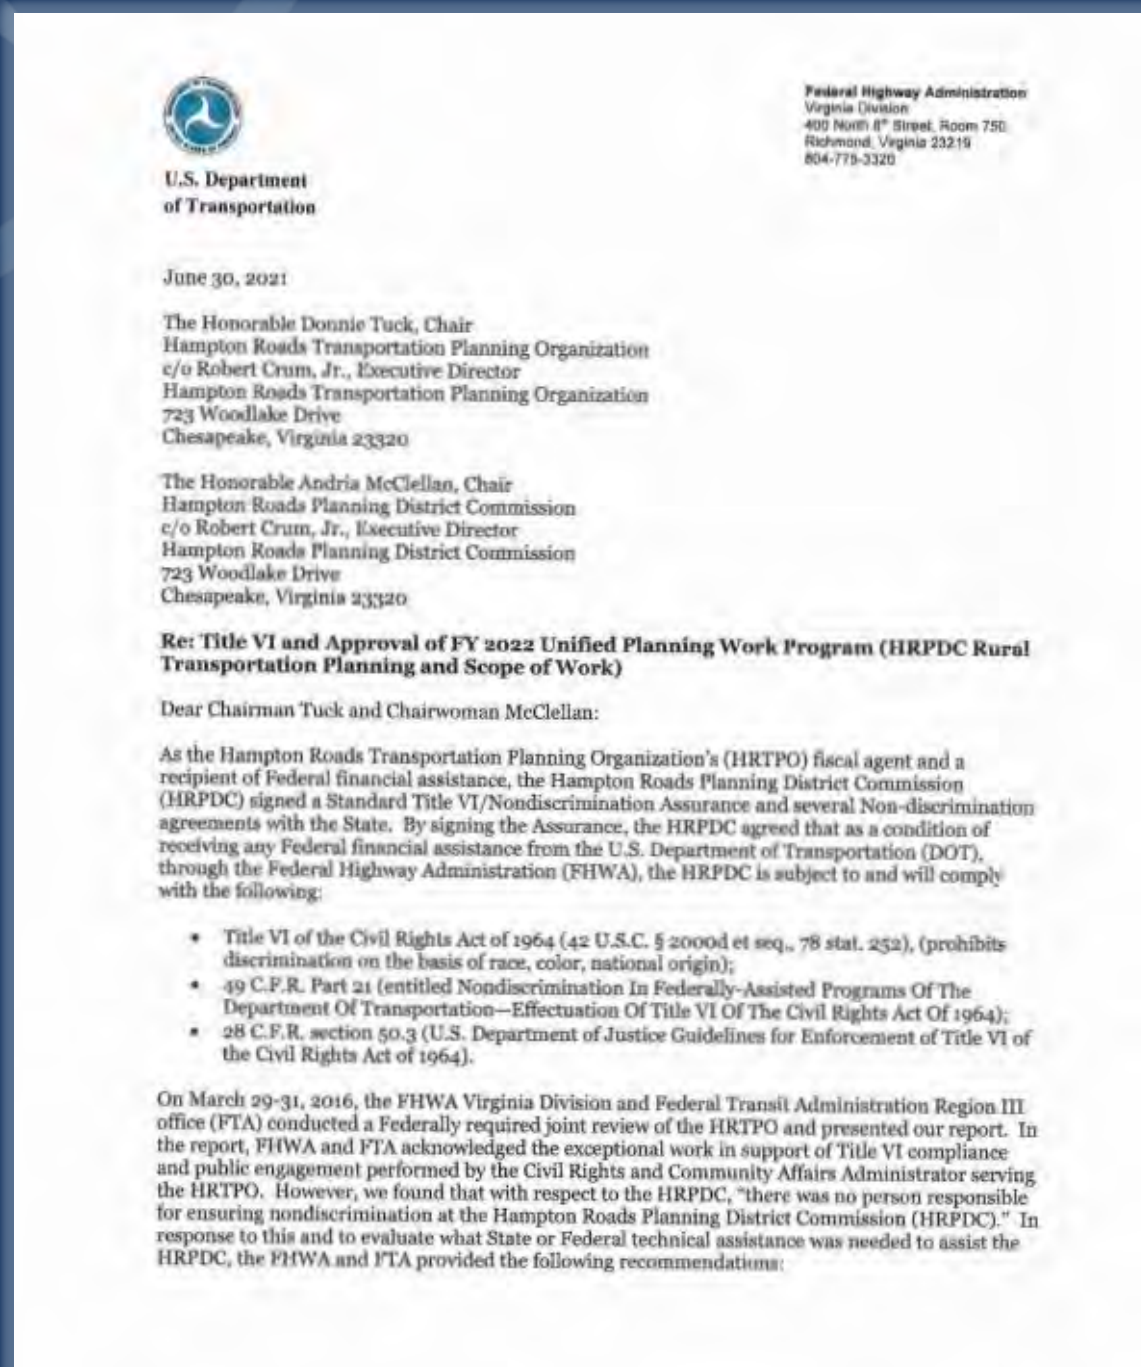 Federal Highway Administration
Virginia Division
400 North 8th Street, Room 750
Richmond, Virginia 23219
804-775-3320
U.S. Department
of Transportation
June 30, 2021
The Honorable Donnie Tuck, Chair
Hampton Roads Transportation Planning Organization
c/o Robert Crum, Jr., Executive Director
Hampton Roads Transportation Planning Organization
723 Woodlake Drive
Chesapeake, Virginia 23320
The Honorable Andria McClellan, Chair
Hampton Roads Planning District Commission
c/o Robert Crum, Jr., Executive Director
Hampton Roads Planning District Commission
723 Woodlake Drive
Chesapeake, Virginia 23320
Re: Title VI and Approval of FY 2022 Unified Planning Work Program (HRPDC Rural
Transportation Planning and Scope of Work)
Dear Chairman Tuck and Chairwoman McClellan:
As the Hampton Roads Transportation Planning Organization's (HRTPO) fiscal agent and a
recipient of Federal financial assistance, the Hampton Roads Planning District Commission
(HRPDC) signed a Standard Title VI/Nondiscrimination Assurance and several Non-discrimination
agreements with the State. By signing the Assurance, the HRPDC agreed that as a condition of
receiving any Federal financial assistance from the U.S. Department of Transportation (DOT),
through the Federal Highway Administration (FHWA), the HRPDC is subject to and will comply
with the following:
• Title VI of the Civil Rights Act of 1964 (42 U.S.C. § 2000d et seq., 78 stat. 252), (prohibits
discrimination on the basis of race, color, national origin);
• 49 C.F.R. Part 21 (entitled Nondiscrimination In Federally-Assisted Programs Of The
Department Of Transportation—Effectuation Of Title VI Of The Civil Rights Act Of 1964);
• 28 C.F.R. section 50.3 (U.S. Department of Justice Guidelines for Enforcement of Title VI of
the Civil Rights Act of 1964).
On March 29-31, 2016, the FHWA Virginia Division and Federal Transit Administration Region III
office (FTA) conducted a Federally required joint review of the HRTPO and presented our report. In
the report, FHWA and FTA acknowledged the exceptional work in support of Title VI compliance
and public engagement performed by the Civil Rights and Community Affairs Administrator serving
the HRTPO. However, we found that with respect to the HRPDC, "there was no person responsible
for ensuring nondiscrimination at the Hampton Roads Planning District Commission (HRPDC)." In
response to this and to evaluate what State or Federal technical assistance was needed to assist the
HRPDC, the FHWA and FTA provided the following recommendations: